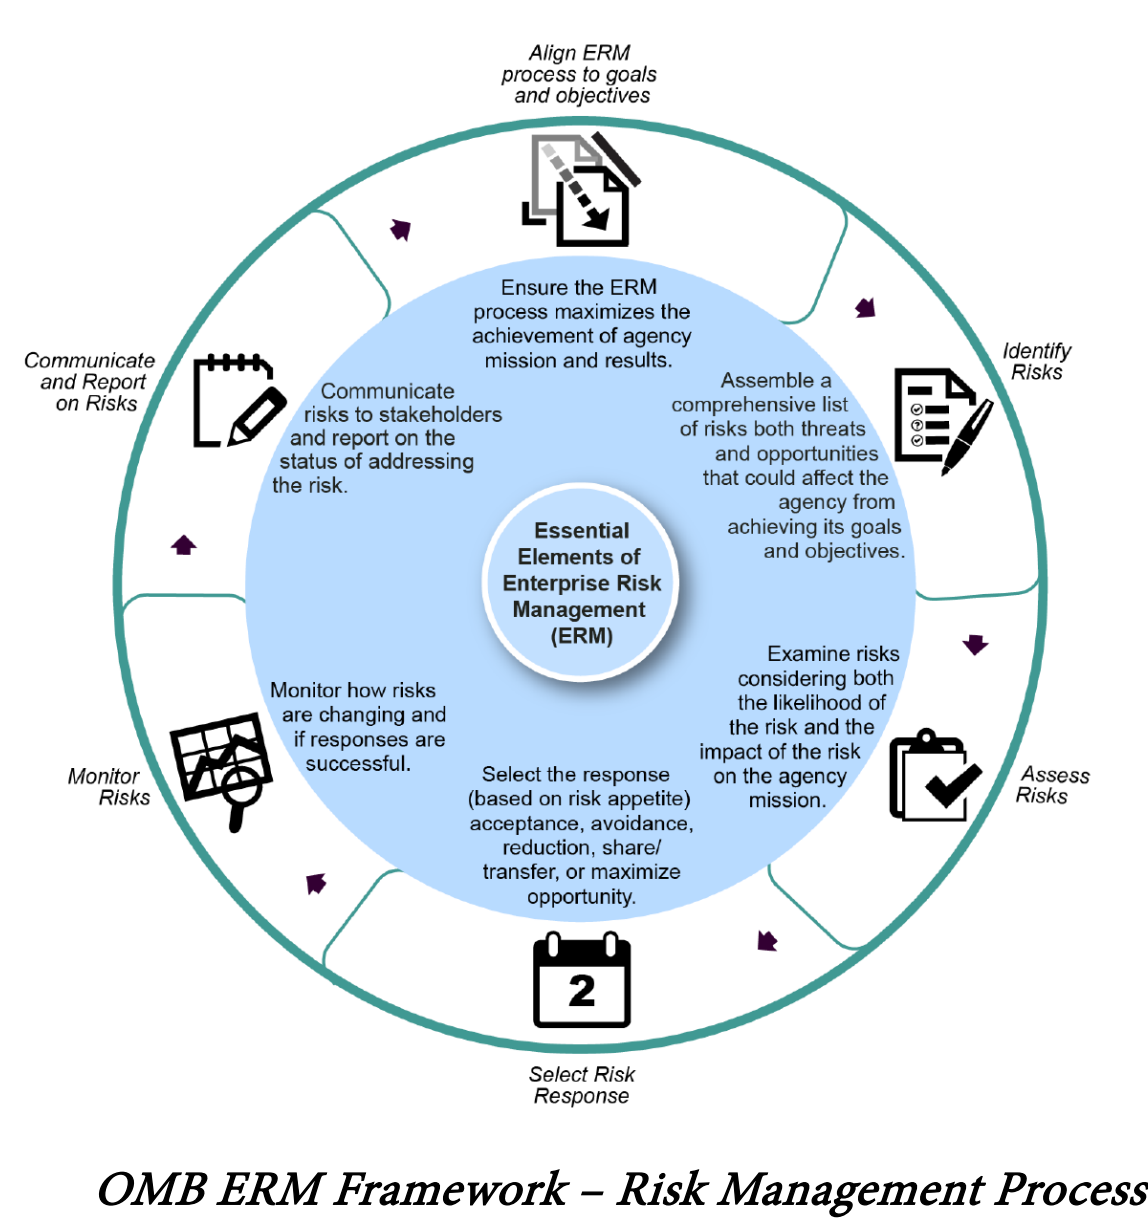 Align ERM
process to goals
and objectives
Ensure the ERM
process maximizes the
achievement of agency
mission and results.
Identify
Risks
Assemble a
comprehensive list
of risks both threats
and opportunities
that could affect the
agency from
achieving its goals
and objectives.
Assess
Risks
Examine risks
considering both
the likelihood of
the risk and the
impact of the risk
on the agency
mission.
Select the response
(based on risk appetite)
acceptance, avoidance,
reduction, share/
transfer, or maximize
opportunity.
2
Select Risk
Response
Monitor
Risks
Monitor how risks
are changing and
if responses are
successful.
Communicate
and Report
on Risks
Communicate
risks to stakeholders
and report on the
status of addressing
the risk.
Essential
Elements of
Enterprise Risk
Management
(ERM)
OMB ERM Framework – Risk Management Process